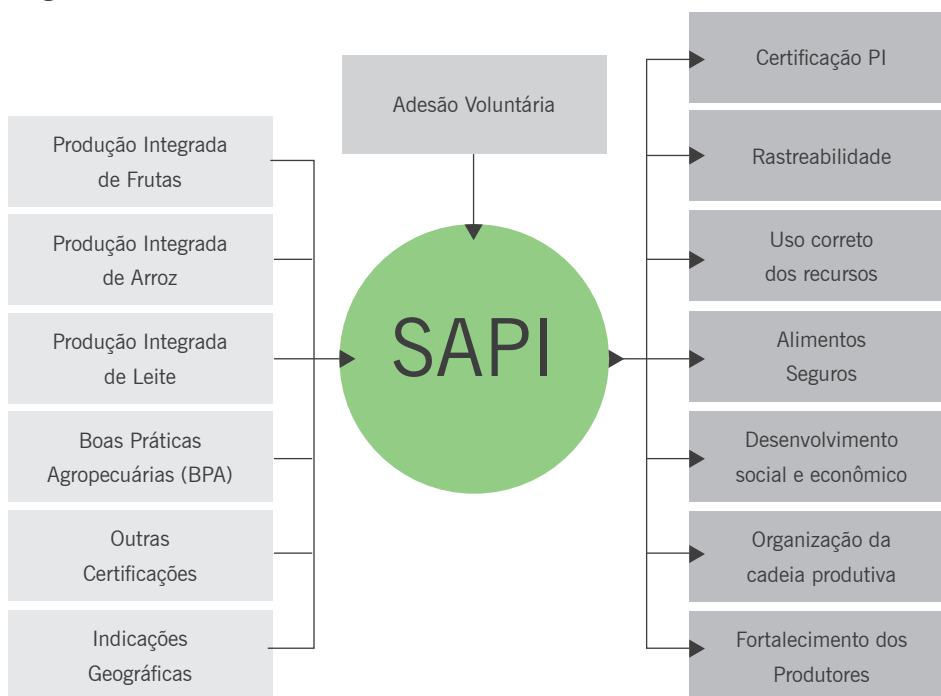 Produção Integrada
de Frutas
Produção Integrada
de Arroz
Produção Integrada
de Leite
Boas Práticas
Agropecuárias (BPA)
Outras
Certificações
Indicações
Geográficas
Adesão Voluntária
SAPI
Certificação PI
Rastreabilidade
Uso correto
dos recursos
Alimentos
Seguros
Desenvolvimento
social e econômico
Organização da
cadeia produtiva
Fortalecimento dos
Produtores